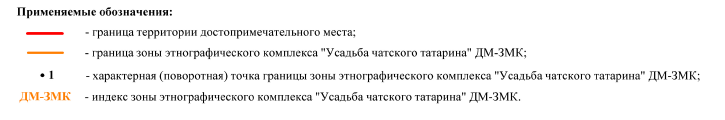 Применяемые обозначения:
- граница территории достопримечательного места;
- граница зоны этнографического комплекса "Усадьба чатского татарина" ДМ-ЗМК;
• 1 - характерная (поворотная) точка границы зоны этнографического комплекса "Усадьба чатского татарина" ДМ-ЗМК;
ДМ-ЗМК - индекс зоны этнографического комплекса "Усадьба чатского татарина" ДМ-ЗМК.